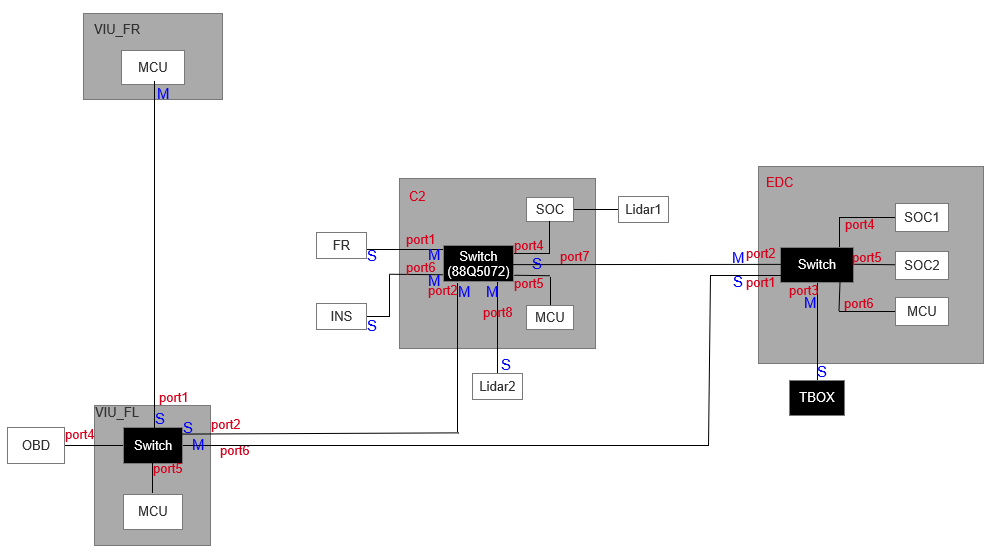 VIU_FR
MCU
M
C2
SOC
Lidar1
EDC
SOC1
port4
FR
S
port1
M
Switch
(88Q5072)
port4
S
port7
M
port2
Switch
port5
SOC2
port6
M
port2
M
M
port5
S
port1
port3
M
port6
MCU
INS
S
port8
MCU
S
Lidar2
S
TBOX
port1
VIU_FL
S
S
port2
OBD
port4
Switch
M
port6
port5
MCU